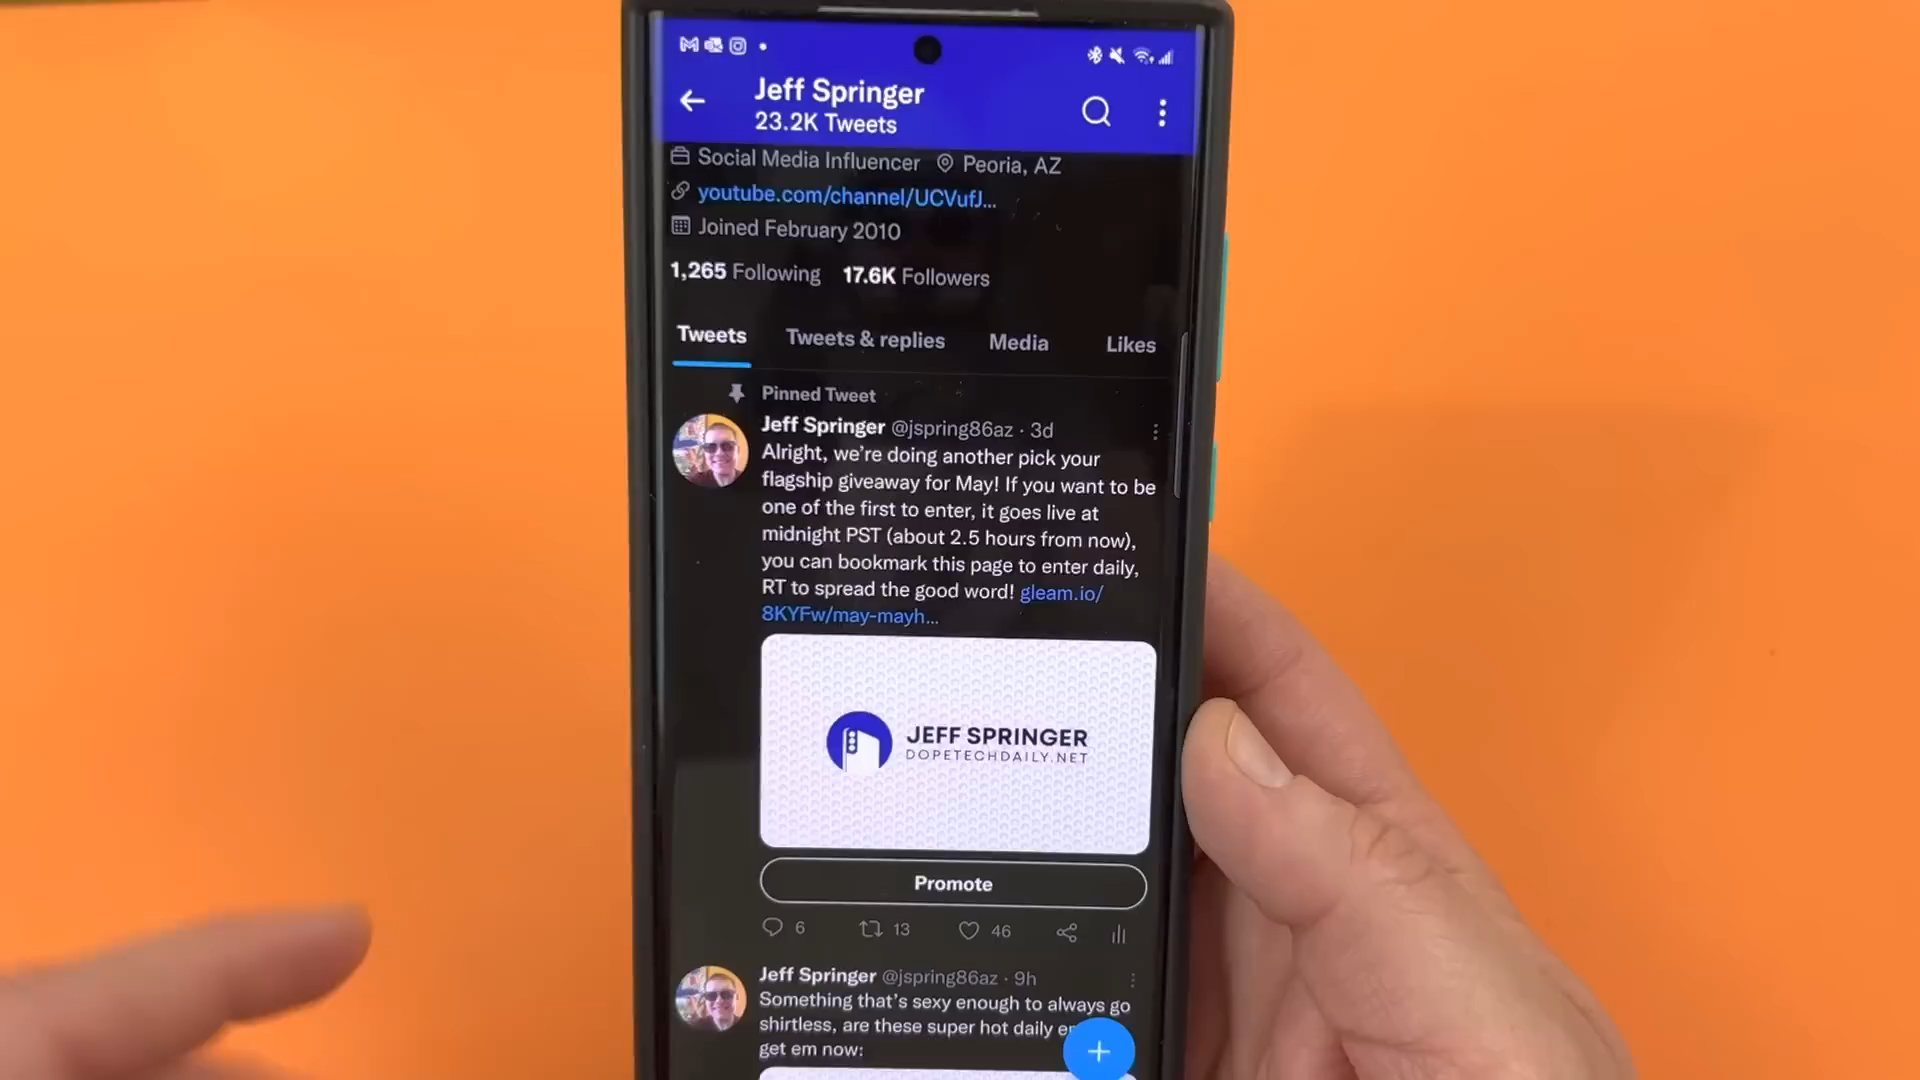 Jeff Springer
23.2K Tweets
Social Media Influencer Peoria, AZ
youtube.com/channel/UCVufJ...
Joined February 2010
1,265 Following 17.6K Followers
Tweets Tweets & replies Media Likes
Pinned Tweet
Jeff Springer @jspring86az · 3d
Alright, we're doing another pick your
flagship giveaway for May! If you want to be
one of the first to enter, it goes live at
midnight PST (about 2.5 hours from now),
you can bookmark this page to enter daily,
RT to spread the good word! gleam.io/
8KYFw/may-mayh...
JEFF SPRINGER
DOPETECHDAILY.NET
Promote
6 13 46
Jeff Springer @jspring86az · 9h
Something that's sexy enough to always go
shirtless, are these super hot daily
get em now: